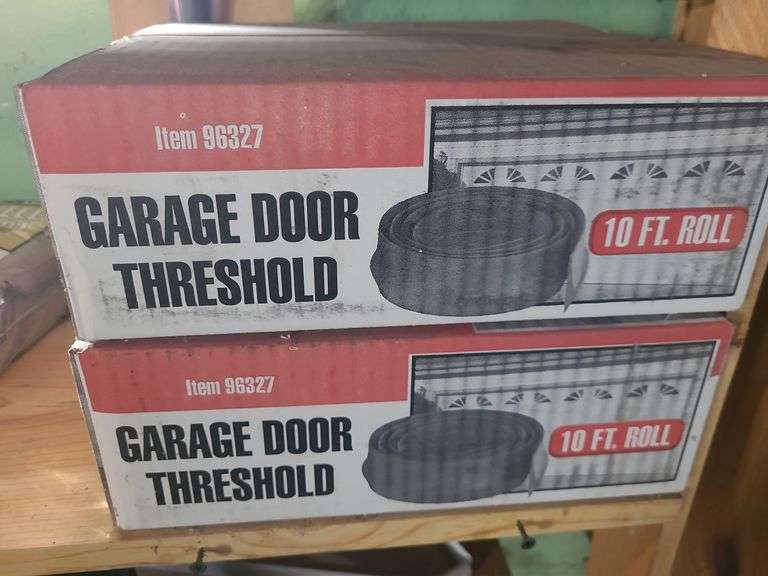 Item 96327
GARAGE DOOR
THRESHOLD
10 FT. ROLL
Item 96327
GARAGE DOOR
THRESHOLD
10 FT. ROLL